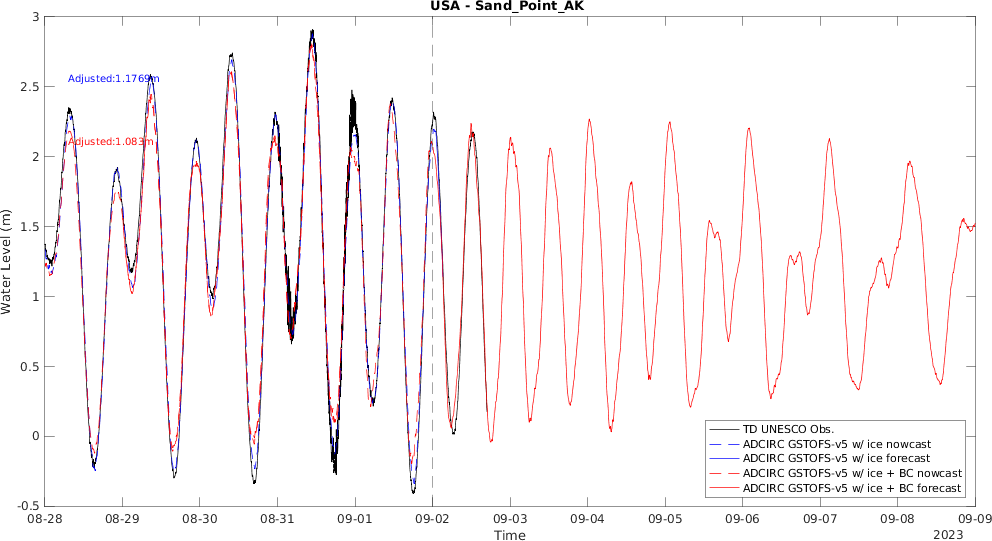 USA - Sand_Point_AK
3
2.5
2
1.5
1
0.5
0
-0.5
Water Level (m)
Adjusted:1.1769m
Adjusted:1.083m
TD UNESCO Obs.
ADCIRC GSTOFS-v5 w/ ice nowcast
ADCIRC GSTOFS-v5 w/ ice forecast
ADCIRC GSTOFS-v5 w/ ice + BC nowcast
ADCIRC GSTOFS-v5 w/ ice + BC forecast
08-28 08-29 08-30 08-31 09-01 09-02 09-03 09-04 09-05 09-06 09-07 09-08 09-09
Time
2023